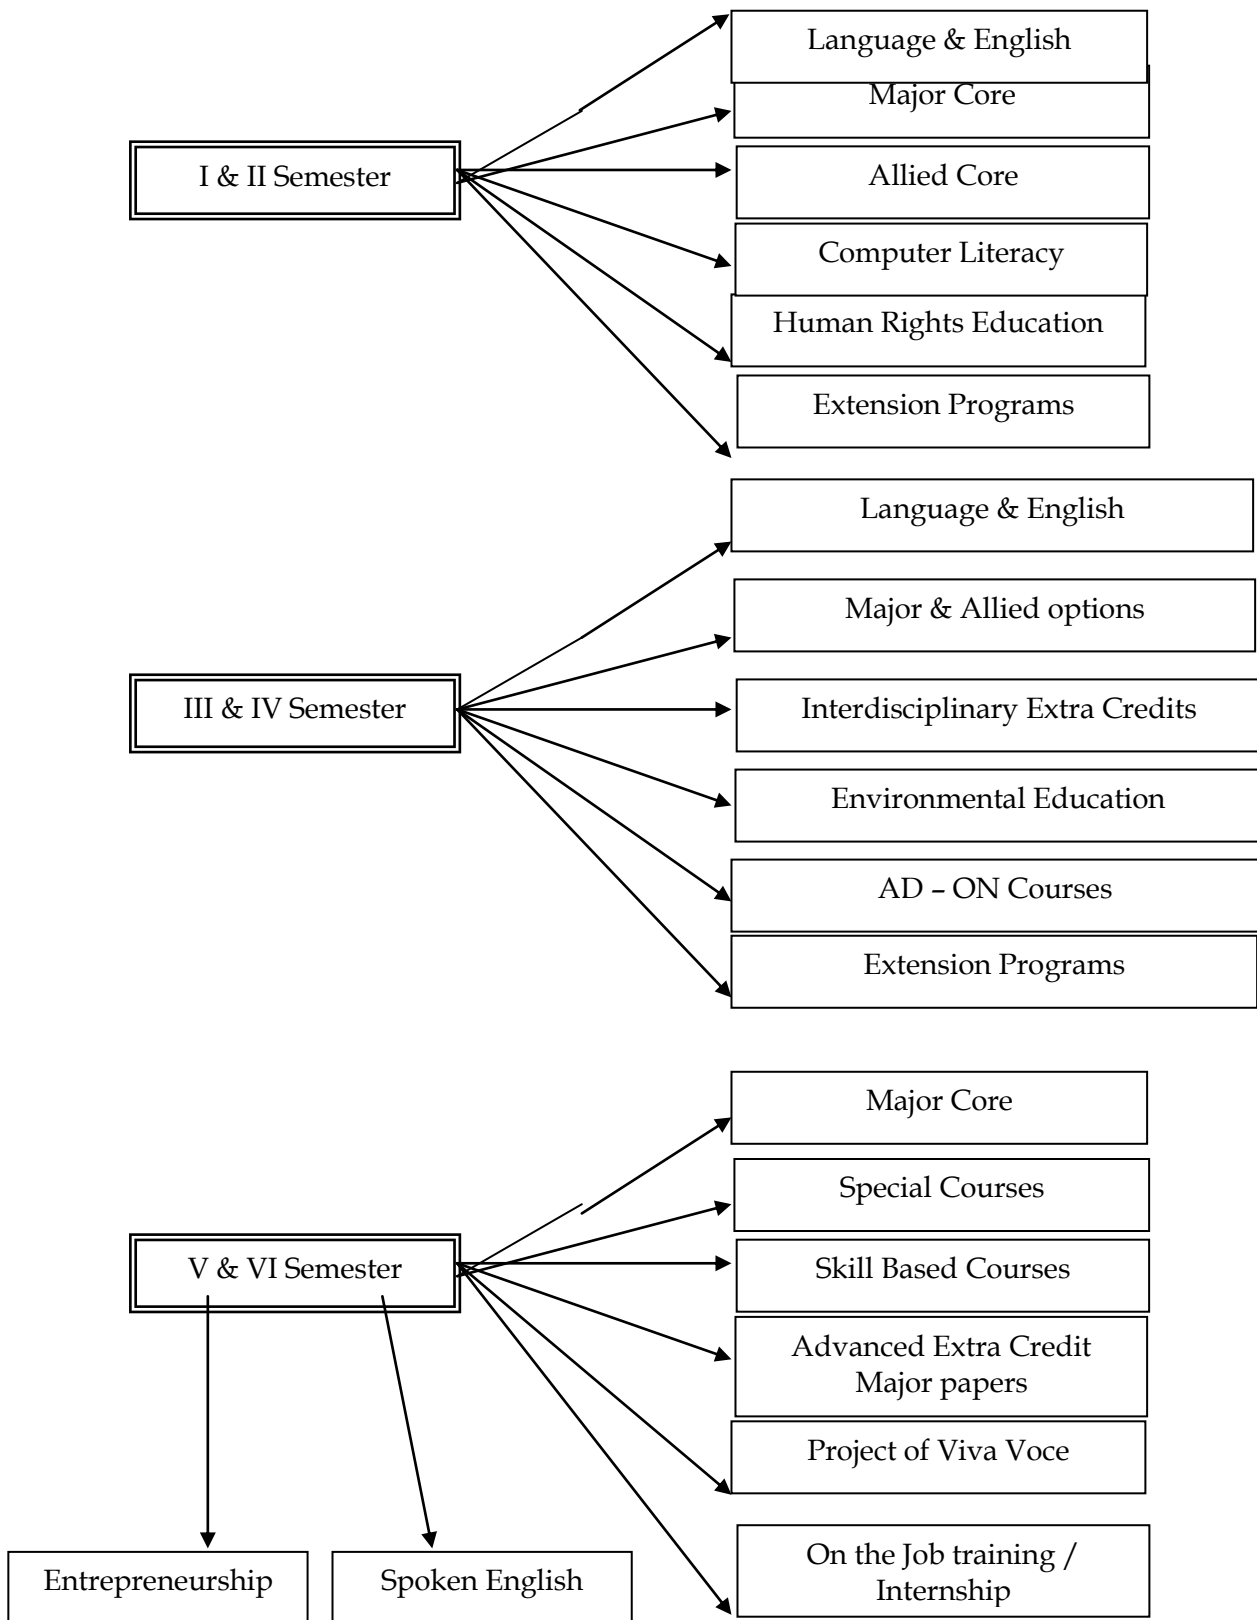 Language & English
Major Core
I & II Semester
Allied Core
Computer Literacy
Human Rights Education
Extension Programs
Language & English
Major & Allied options
III & IV Semester
Interdisciplinary Extra Credits
Environmental Education
AD – ON Courses
Extension Programs
Major Core
Special Courses
V & VI Semester
Skill Based Courses
Advanced Extra Credit
Major papers
Project of Viva Voce
On the Job training /
Internship
Entrepreneurship
Spoken English